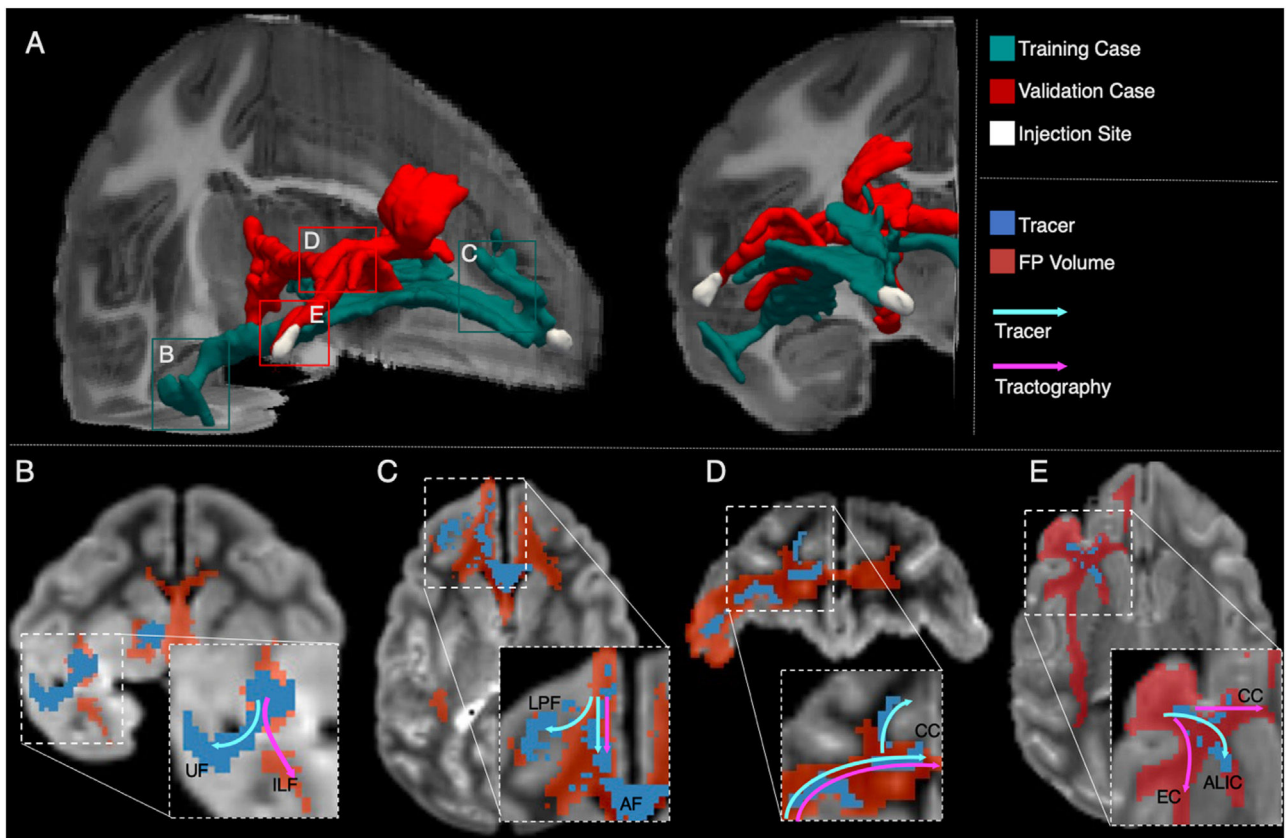 A
D
C
E
B
Training Case
Validation Case
Injection Site
Tracer
FP Volume
Tracer
Tractography
B
UF
ILF
C
LPF
AF
D
CC
E
CC
EC
ALIC